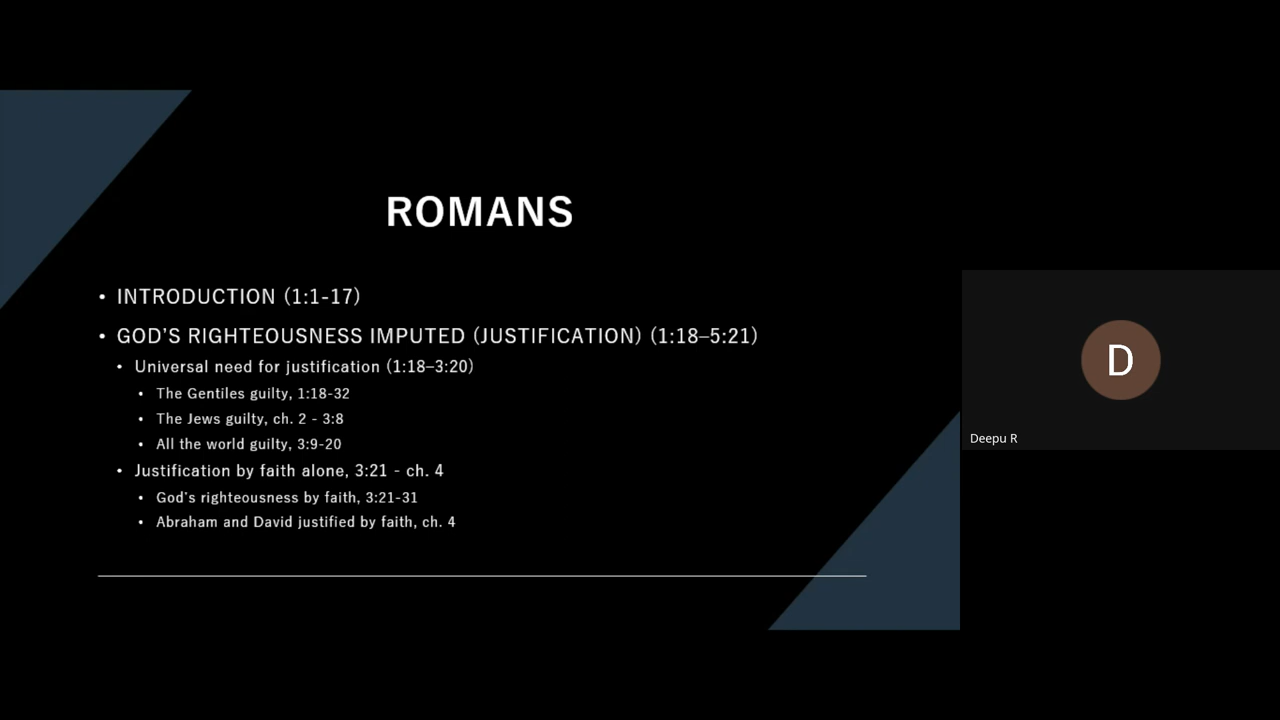 ROMANS
• INTRODUCTION (1:1-17)
• GOD'S RIGHTEOUSNESS IMPUTED (JUSTIFICATION) (1:18–5:21)
• Universal need for justification (1:18–3:20)
• The Gentiles guilty, 1:18-32
• The Jews guilty, ch. 2 - 3:8
• All the world guilty, 3:9-20
• Justification by faith alone, 3:21 - ch. 4
• God's righteousness by faith, 3:21-31
• Abraham and David justified by faith, ch. 4
D
Deepu R